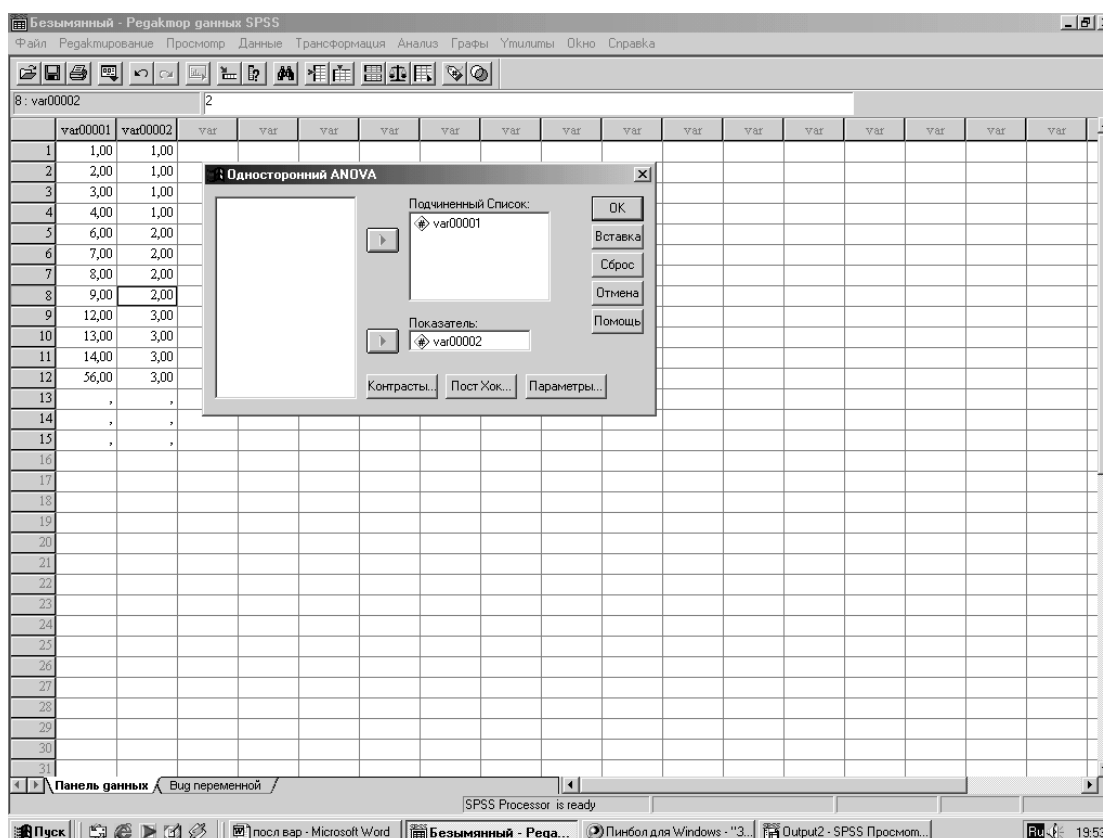 Безымянный - Редактор данных SPSS
Файл Редактирование Просмотр Данные Трансформация Анализ Графы Утилиты Окно Справка
8 : var00002 2
var00001 var00002 var var var var var var var var var var var var var var var
1 1,00 1,00
2 2,00 1,00
3 3,00 1,00
4 4,00 1,00
5 6,00 2,00
6 7,00 2,00
7 8,00 2,00
8 9,00 2,00
9 12,00 3,00
10 13,00 3,00
11 14,00 3,00
12 56,00 3,00
13 , ,
14 , ,
15 , ,
16
17
18
19
20
21
22
23
24
25
26
27
28
29
30
31
Односторонний ANOVA
Подчиненный Список:
var00001
Показатель:
var00002
OK
Вставка
Сброс
Отмена
Помощь
Контрасты... Пост Хок... Параметры...
Панель данных Вид переменной
SPSS Processor is ready
Пуск посл вар - Microsoft Word Безымянный - Реда... Пинбол для Windows - "3... Output2 - SPSS Просмот... Ru 19:53